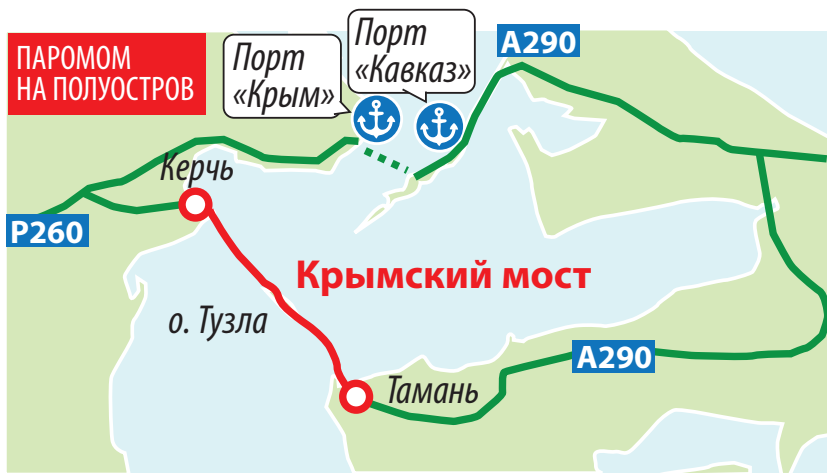 ПАРОМОМ
НА ПОЛУОСТРОВ
Порт
«Крым»
Порт
«Кавказ»
А290
Керчь
Р260
Крымский мост
о. Тузла
А290
Тамань